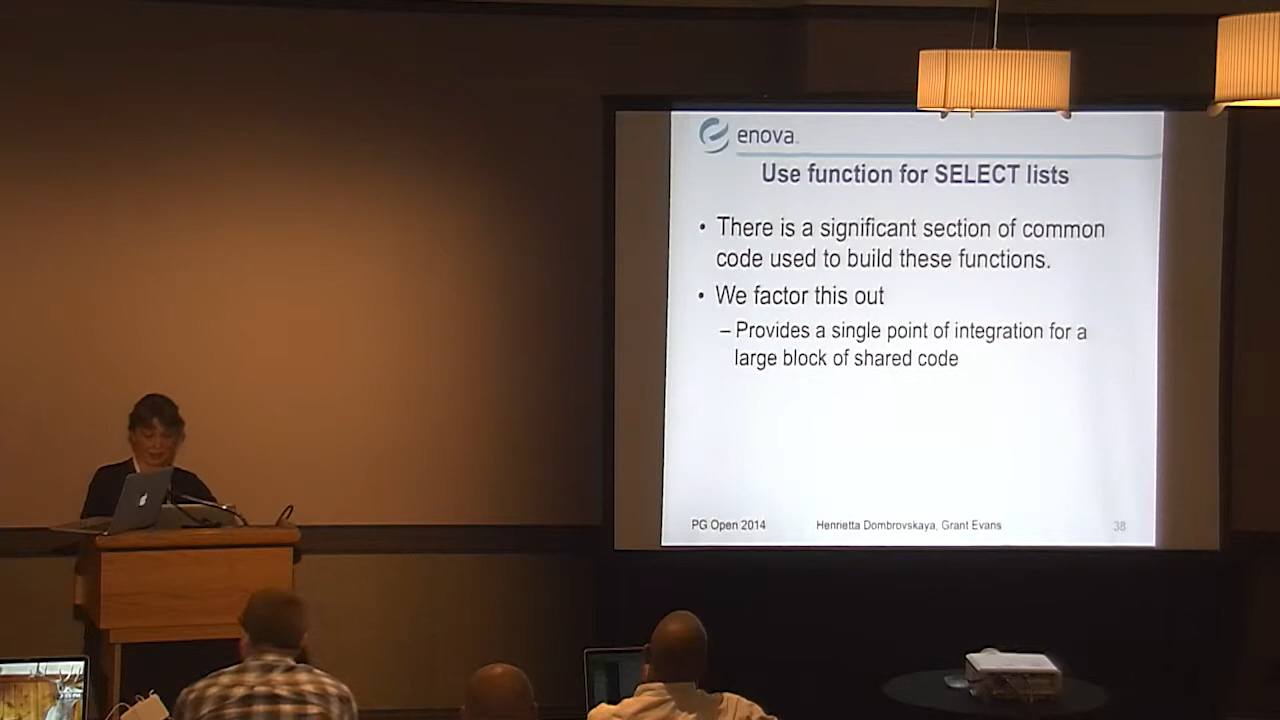 enova
Use function for SELECT lists
• There is a significant section of common
code used to build these functions.
• We factor this out
– Provides a single point of integration for a
large block of shared code
PG Open 2014 Henrietta Dombrovskaya, Grant Evans 38